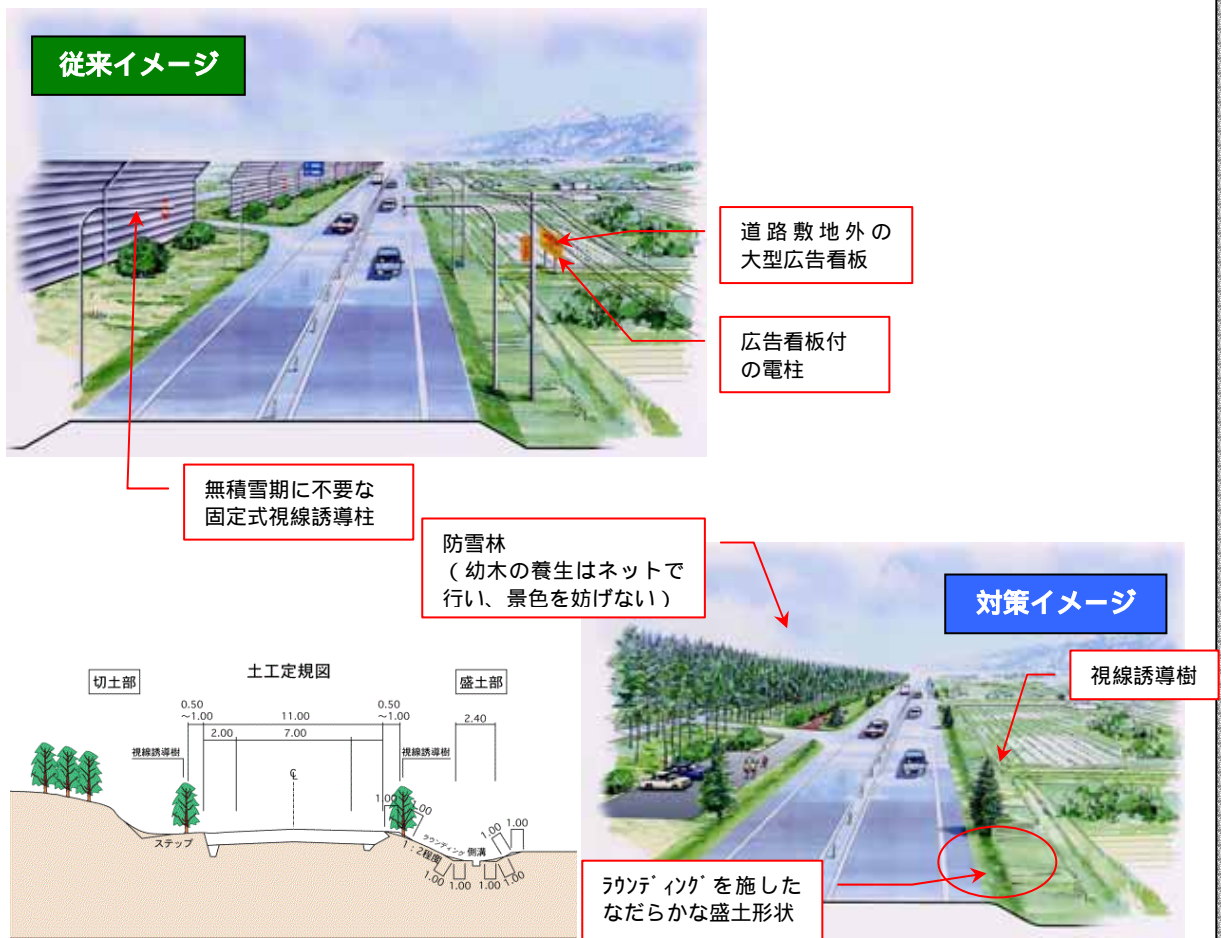 従来イメージ
道路敷地外の
大型広告看板
広告看板付
の電柱
無積雪期に不要な
固定式視線誘導柱
防雪林
(幼木の養生はネットで
行い、景色を妨げない)
対策イメージ
視線誘導樹
ラウンディングを施した
なだらかな盛土形状
土工定規図
切土部
盛土部
0.50
~1.00
11.00
0.50
~1.00
2.40
2.00
7.00
視線誘導樹
視線誘導樹
℄
1.00
1.00
ステップ
ラウンディング
側溝
1:2程度
1.00
1.00
1.00
1.00
1.00
1.00